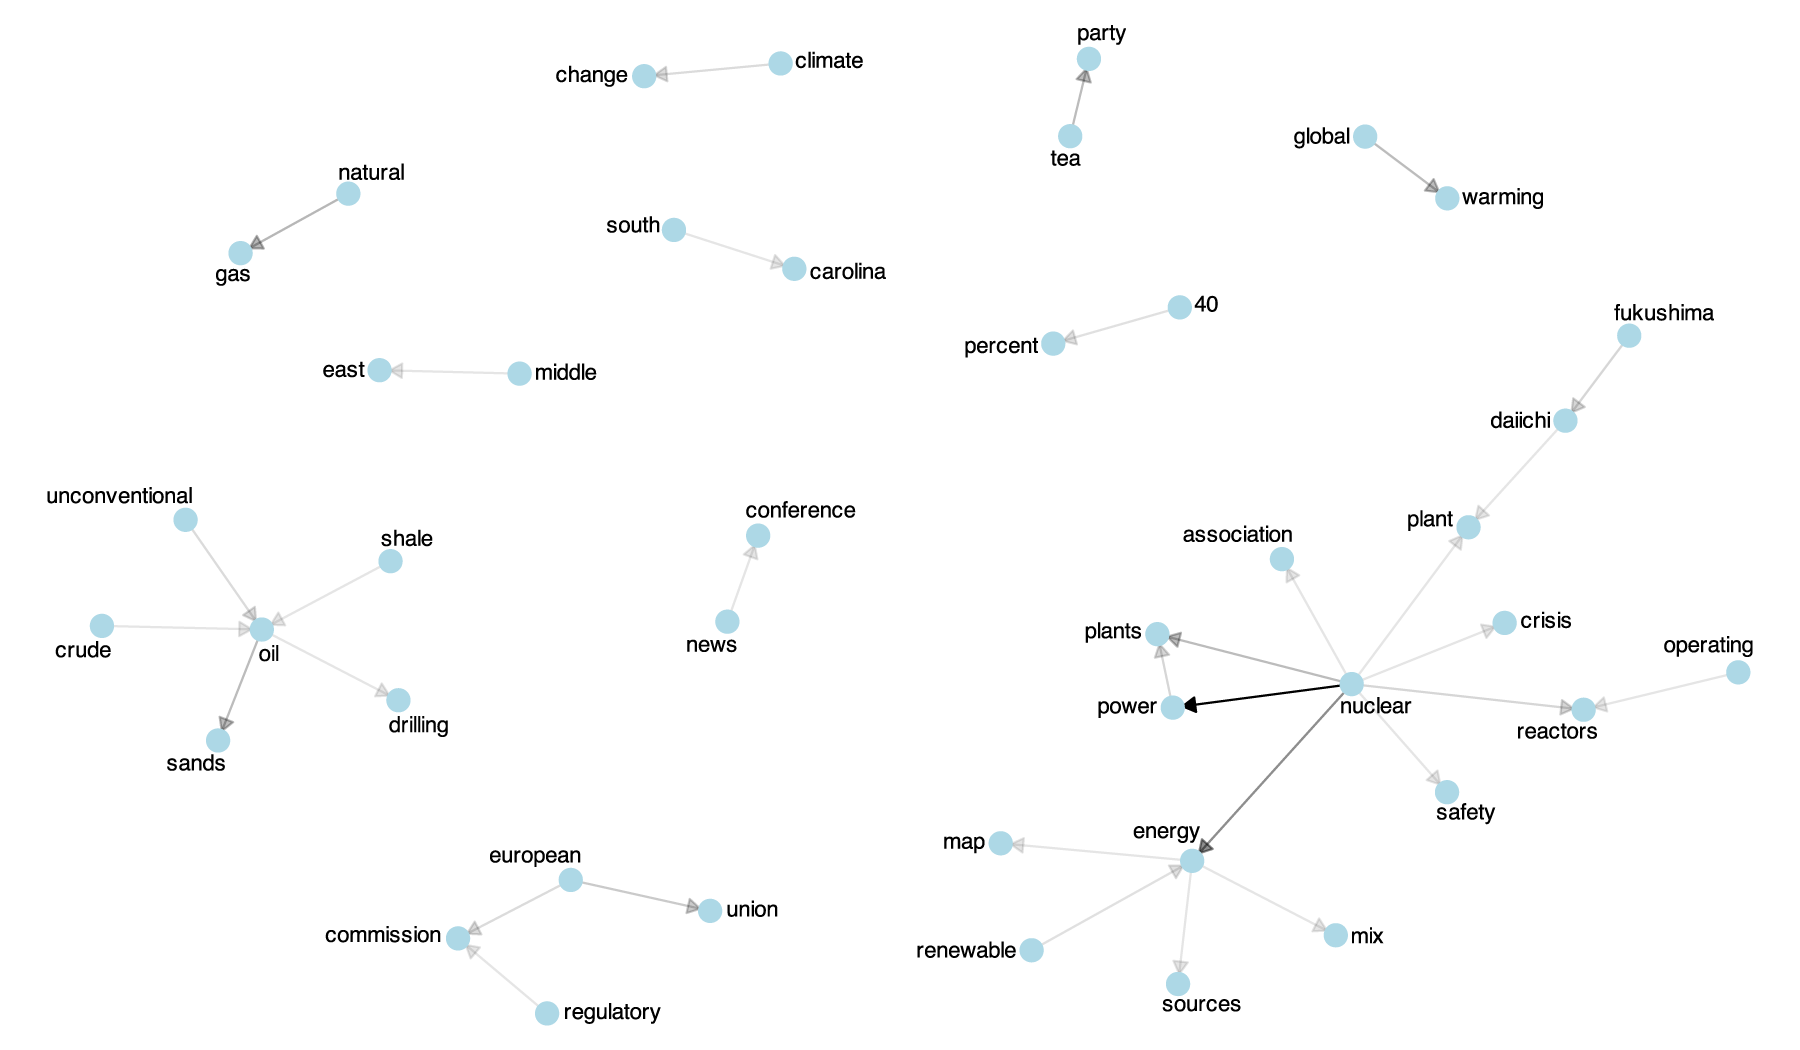 party
climate
change
global
tea
natural
warming
south
carolina
gas
40
fukushima
percent
east
middle
daiichi
unconventional
conference
plant
association
shale
crisis
plants
operating
news
crude
oil
power
nuclear
drilling
reactors
sands
safety
energy
map
european
union
commission
mix
renewable
sources
regulatory